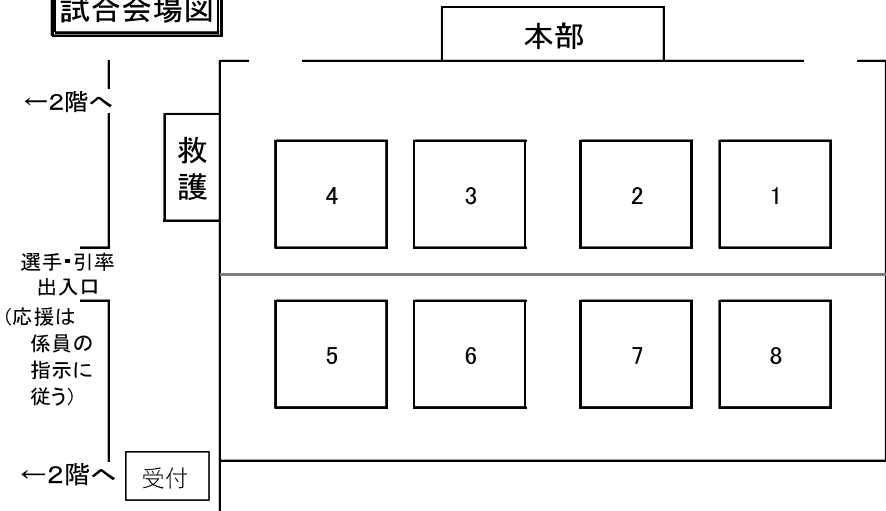 試合会場図
本部
←2階へ
救
護
4
3
2
1
選手・引率
出入口
(応援は
係員の
指示に
従う)
5
6
7
8
←2階へ
受付